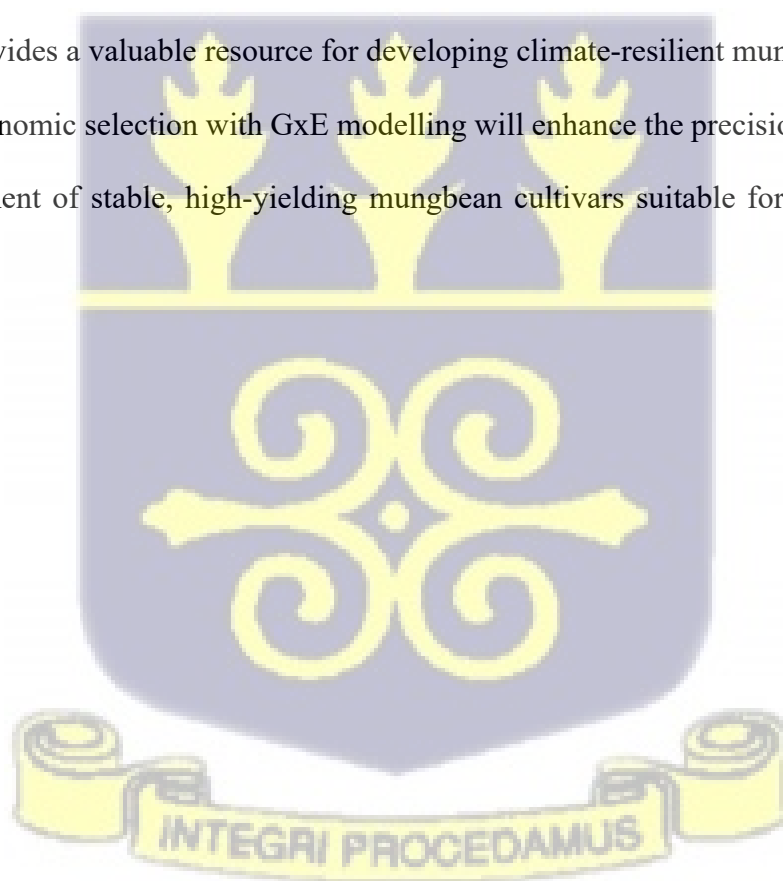 vides a valuable resource for developing climate-resilient mun
nomic selection with GxE modelling will enhance the precisio
ent of stable, high-yielding mungbean cultivars suitable for
INTEGRI PROCEDAMUS